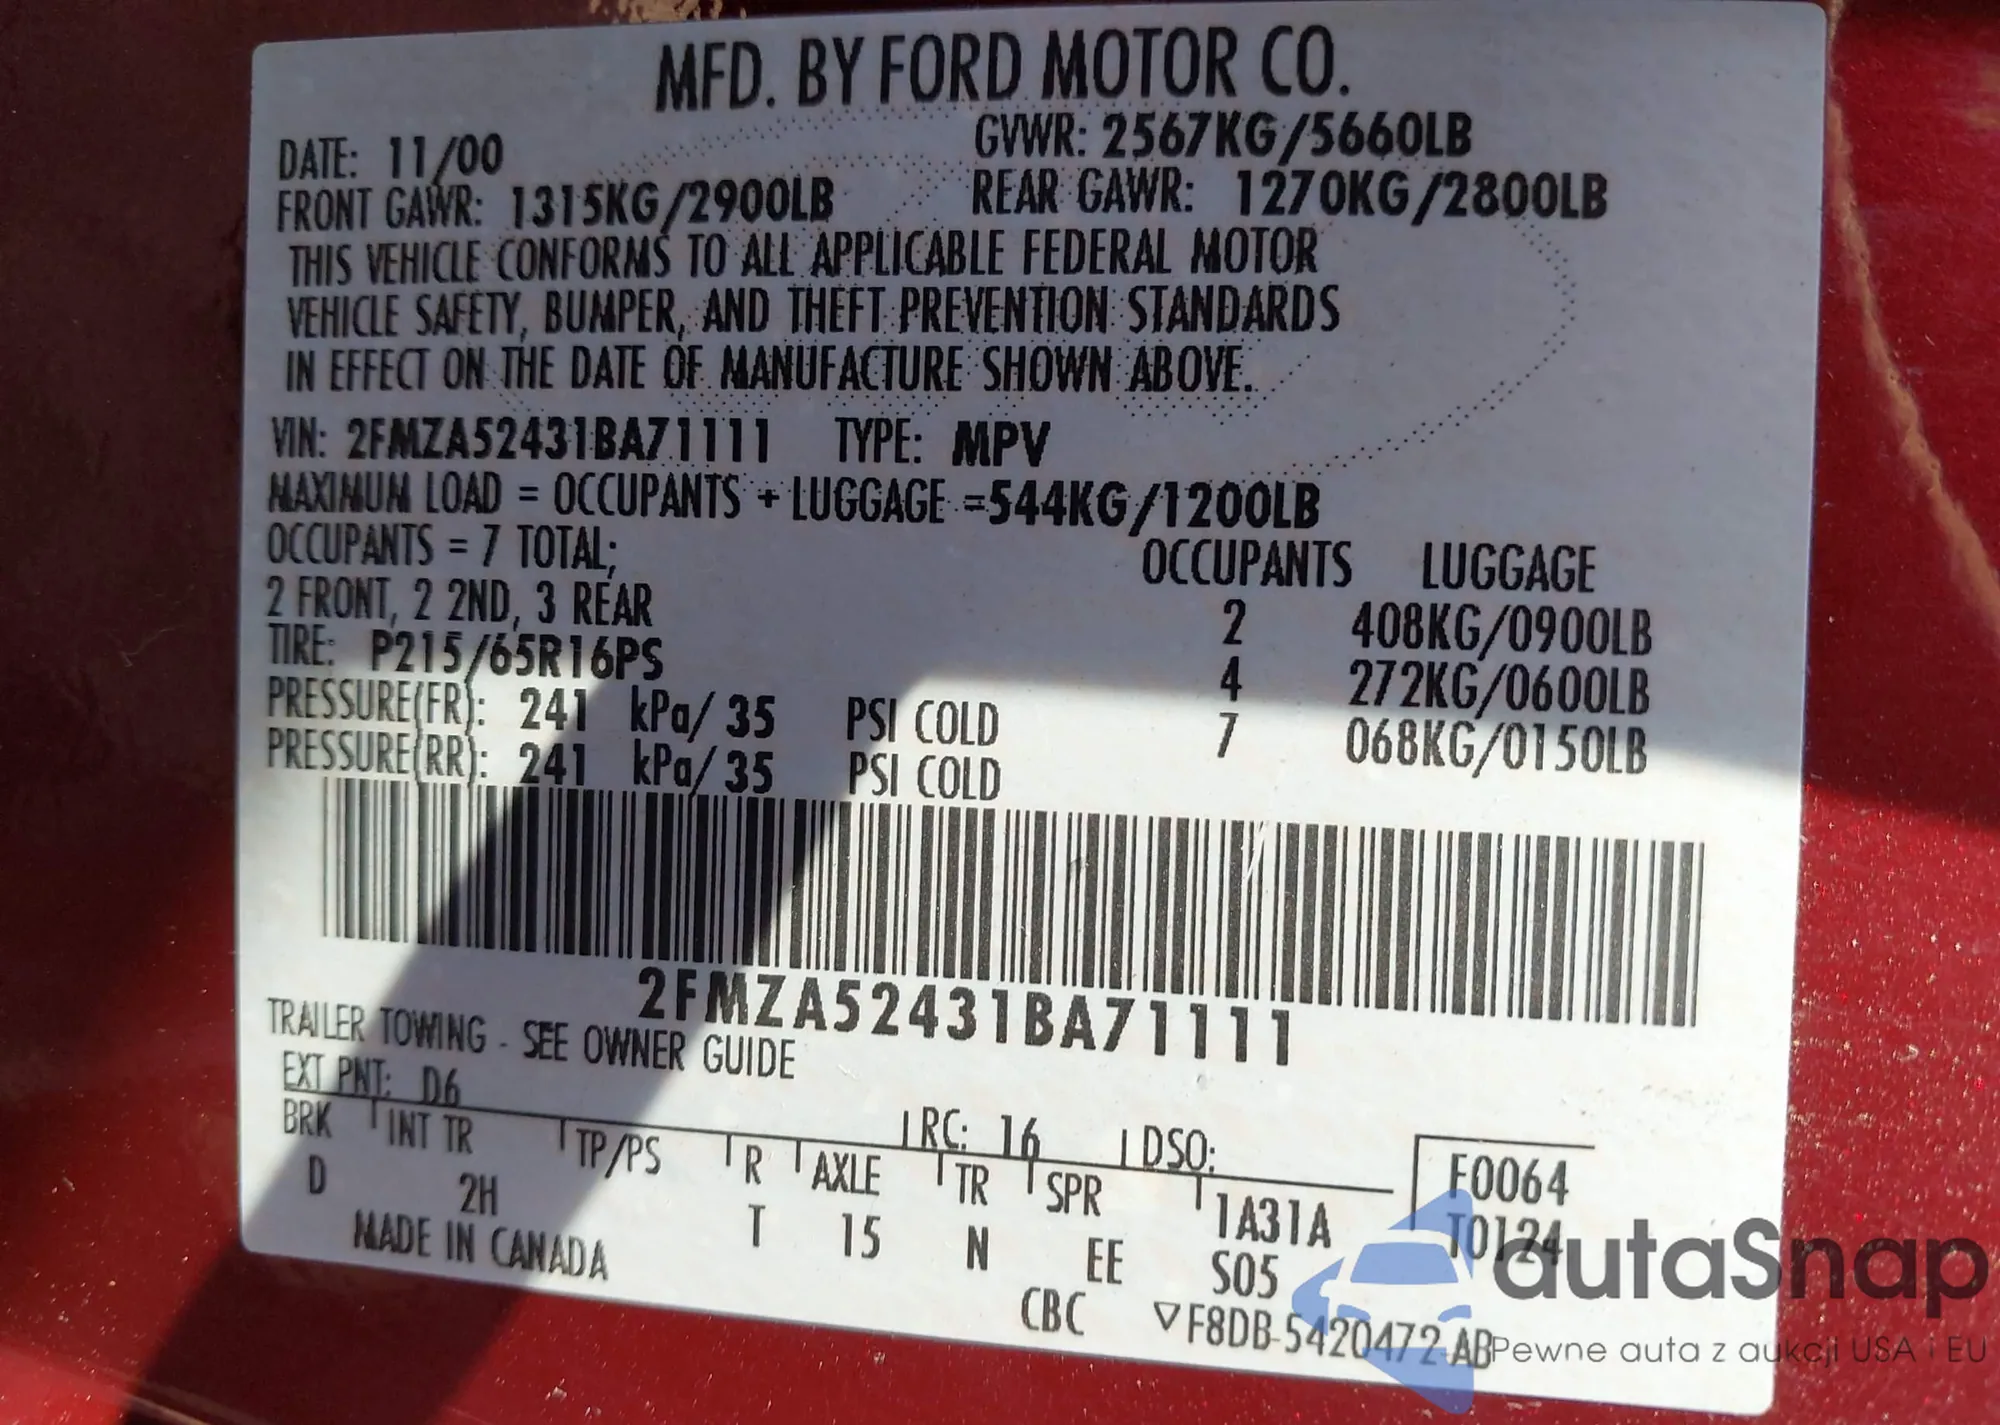 MFD. BY FORD MOTOR CO.
DATE: 11/00 GVWR: 2567KG/5660LB
FRONT GAWR: 1315KG/2900LB REAR GAWR: 1270KG/2800LB
THIS VEHICLE CONFORMS TO ALL APPLICABLE FEDERAL MOTOR
VEHICLE SAFETY, BUMPER, AND THEFT PREVENTION STANDARDS
IN EFFECT ON THE DATE OF MANUFACTURE SHOWN ABOVE.
VIN: 2FMZA52431BA71111 TYPE: MPV
MAXIMUM LOAD = OCCUPANTS + LUGGAGE =544KG/1200LB
OCCUPANTS = 7 TOTAL; OCCUPANTS LUGGAGE
2 FRONT, 2 2ND, 3 REAR 2 408KG/0900LB
TIRE: P215/65R16PS 4 272KG/0600LB
PRESSURE(FR): 241 kPa/35 PSI COLD 7 068KG/0150LB
PRESSURE(RR): 241 kPa/35 PSI COLD
2FMZA52431BA71111
TRAILER TOWING - SEE OWNER GUIDE
EXT PNT: D6 RC: 16 DSO: F0064
BRK INT TR TP/PS R AXLE TR SPR 1A31A T0124
D 2H T 15 N EE S05
MADE IN CANADA
CBC ▽F8DB-5420472-AB
autaSnap
Pewne auta z aukcji USA i EU